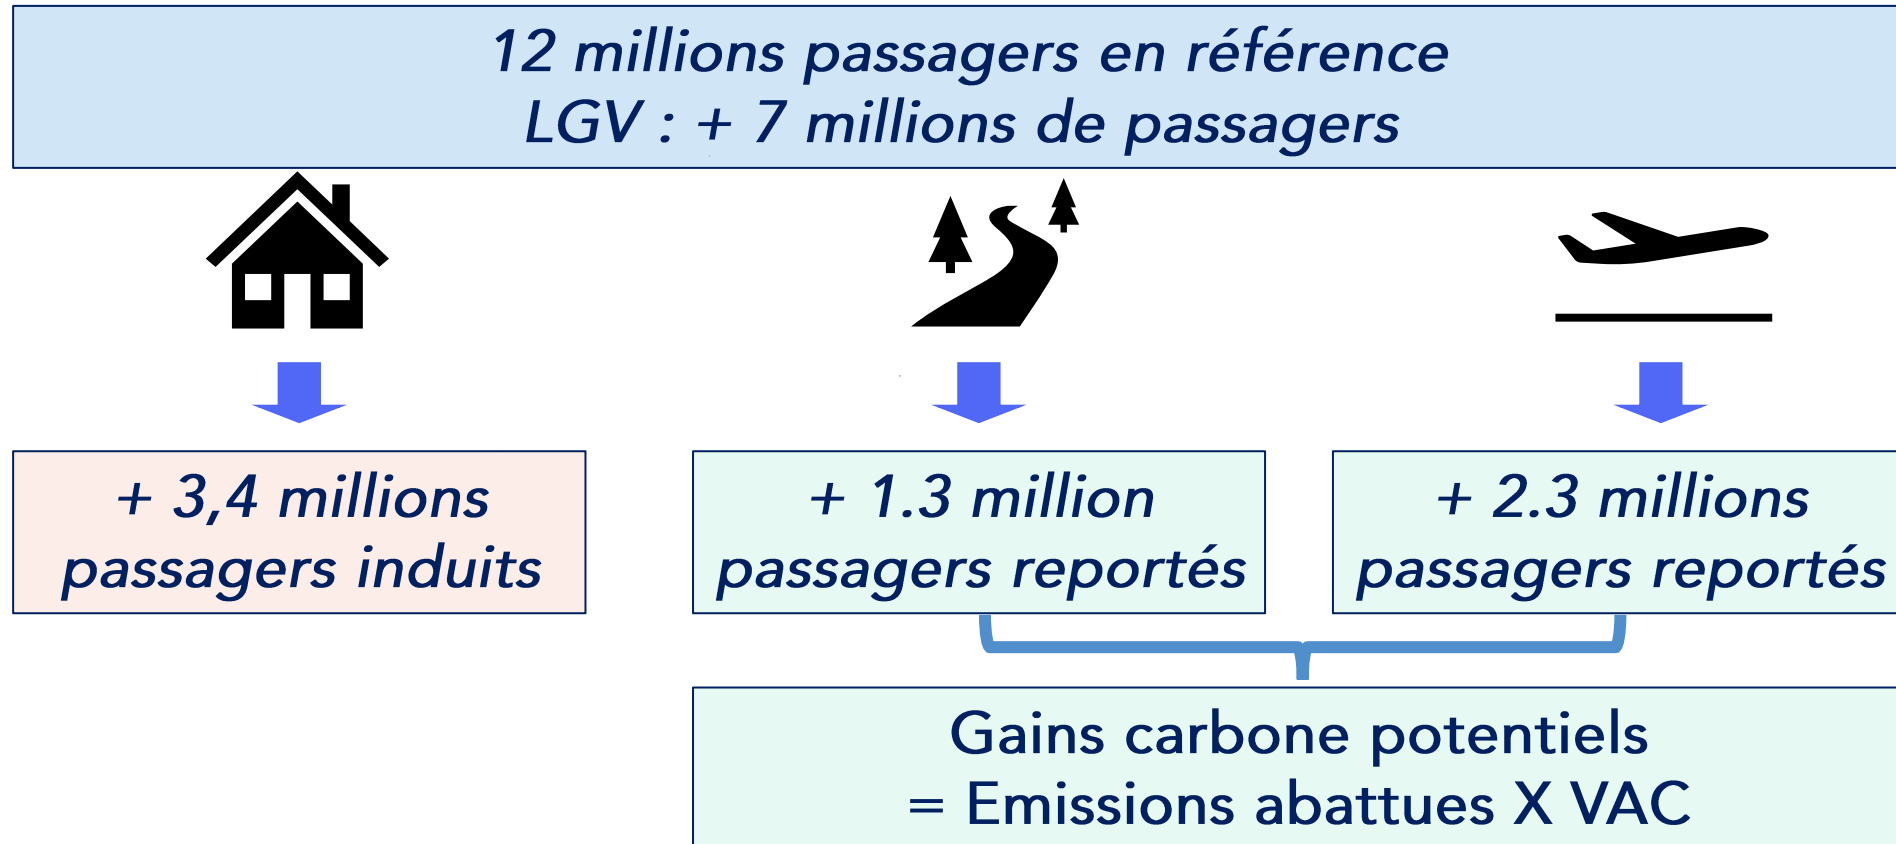 12 millions passagers en référence
LGV : + 7 millions de passagers
+ 3,4 millions
passagers induits
+ 1.3 million
passagers reportés
+ 2.3 millions
passagers reportés
Gains carbone potentiels
= Emissions abattues X VAC